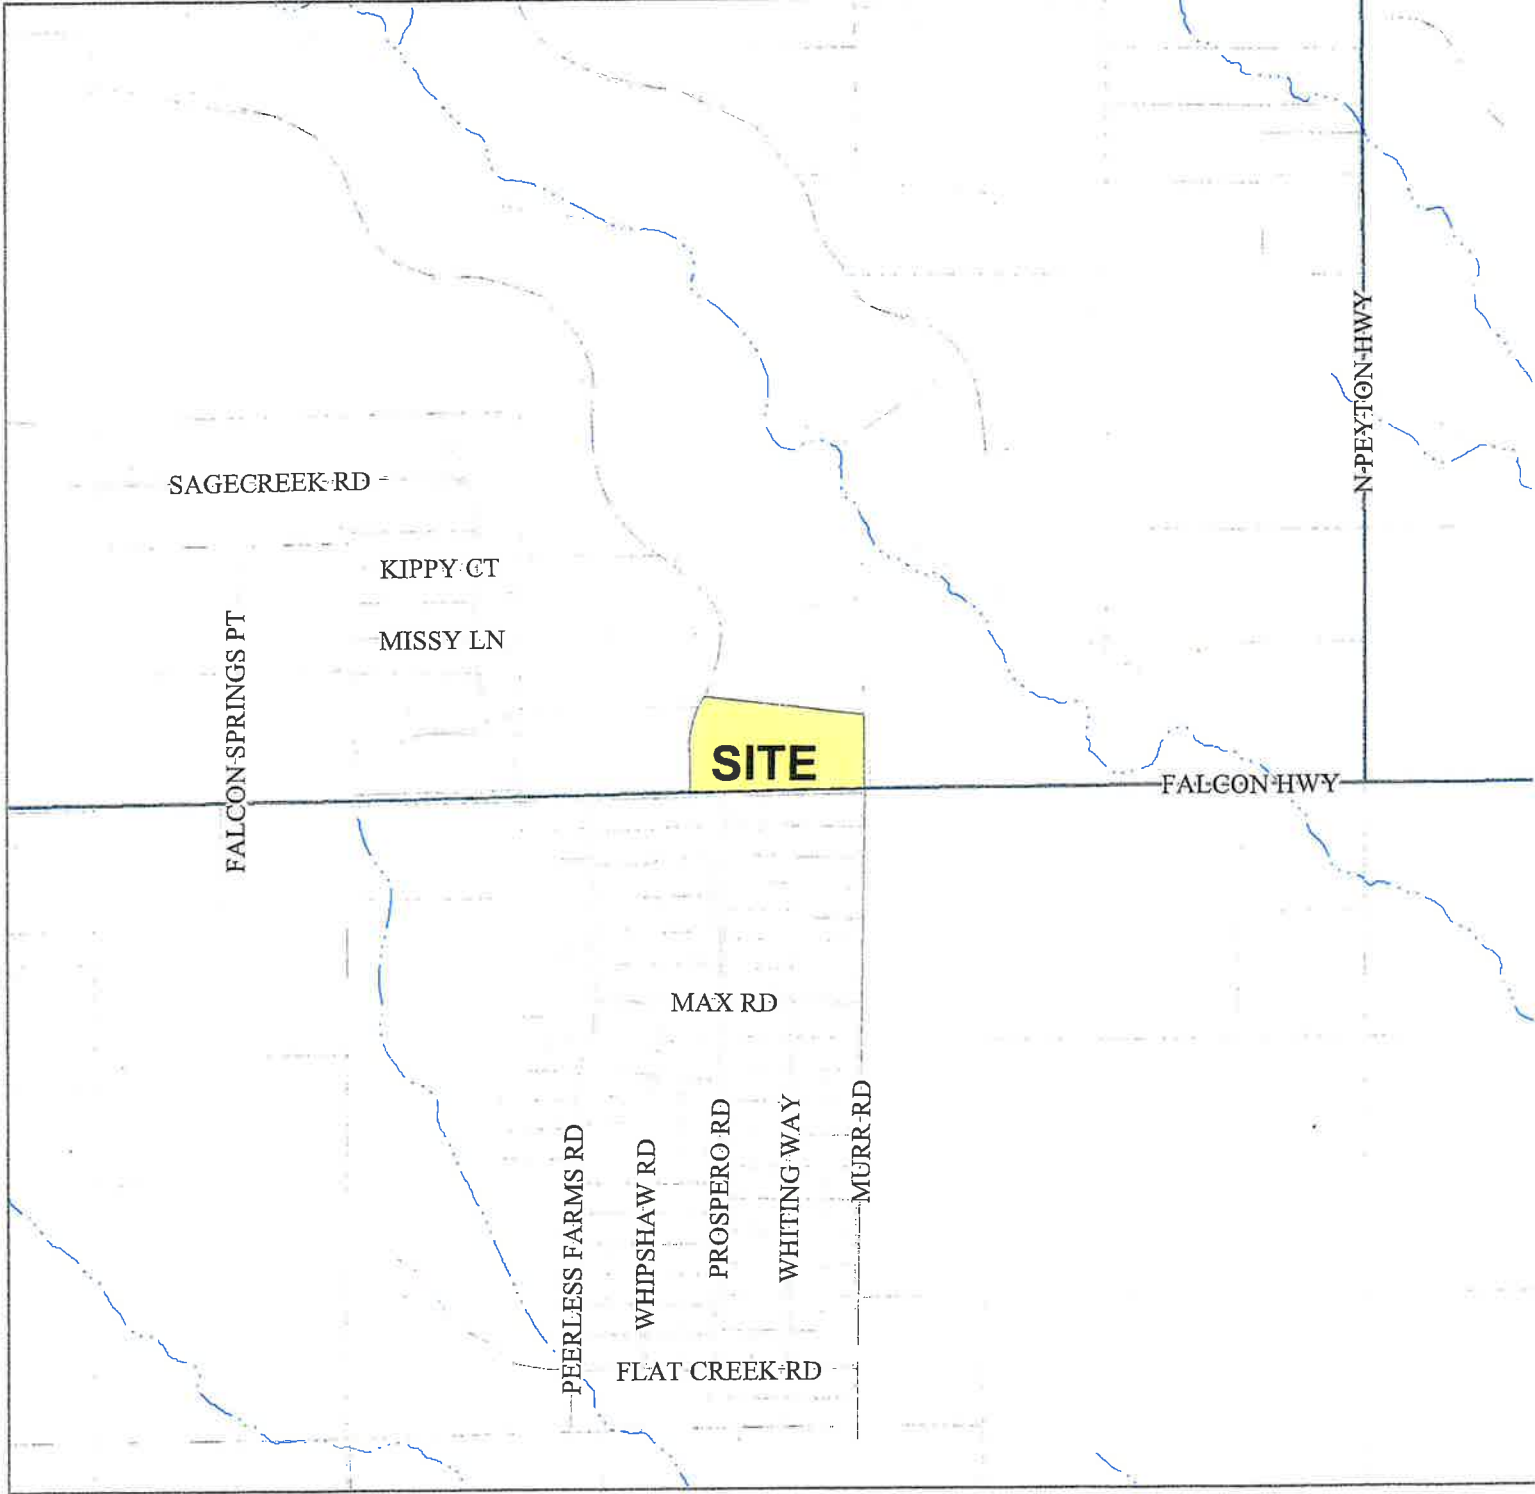 N PEYTON HWY
SAGECREEK RD
KIPPY CT
MISSY LN
FALCON SPRINGS PT
SITE
FALCON HWY
MAX RD
PEERLESS FARMS RD
WHIPSHAW RD
PROSPERO RD
WHITING WAY
MURR RD
FLAT CREEK RD